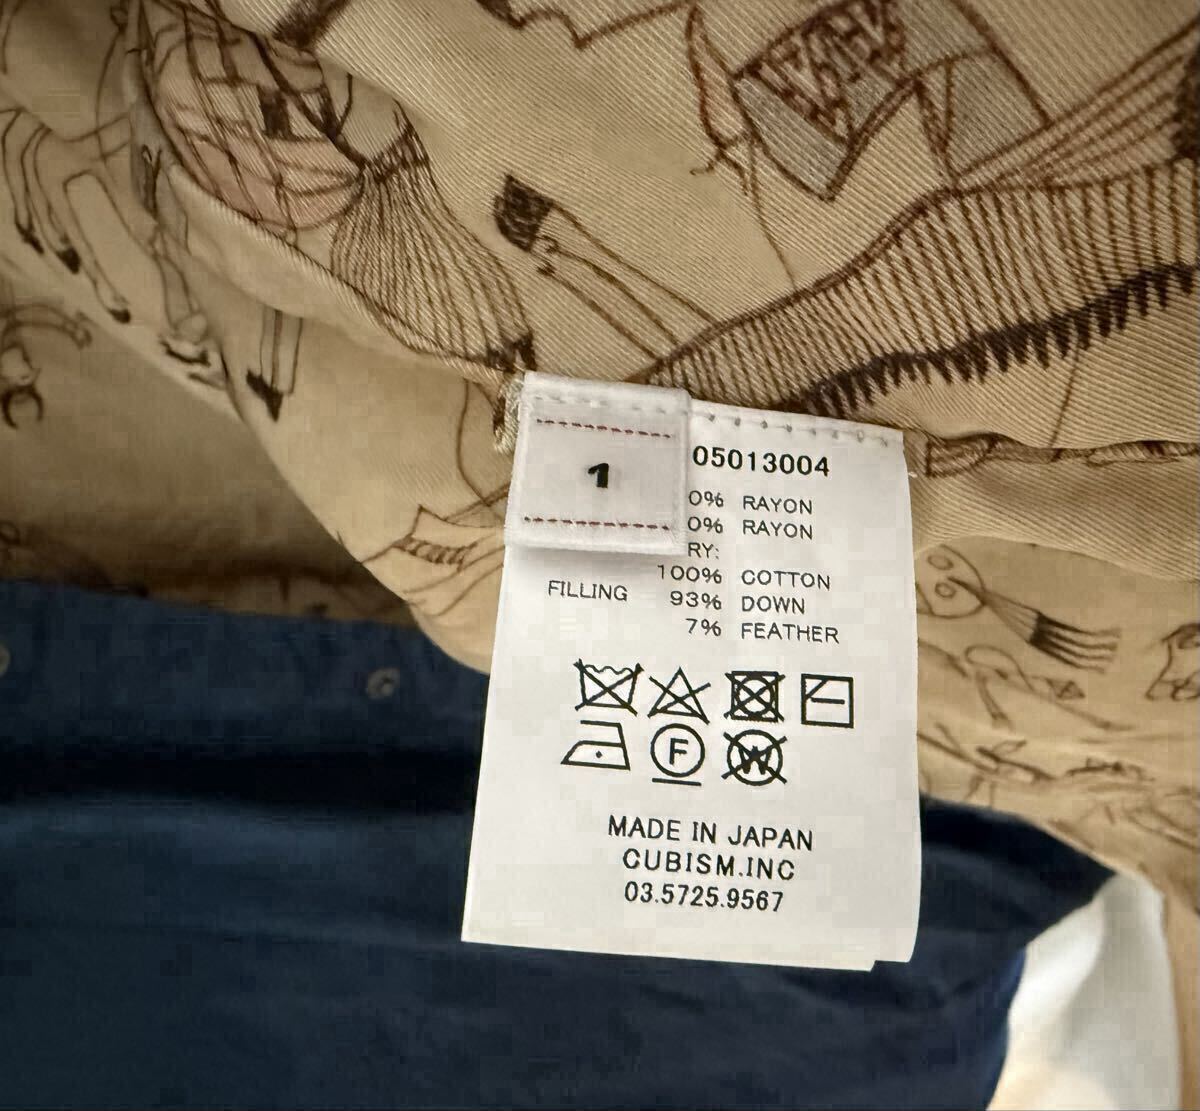 1
05013004
0% RAYON
0% RAYON
RY:
100% COTTON
FILLING 93% DOWN
7% FEATHER
F
W
MADE IN JAPAN
CUBISM.INC
03.5725.9567